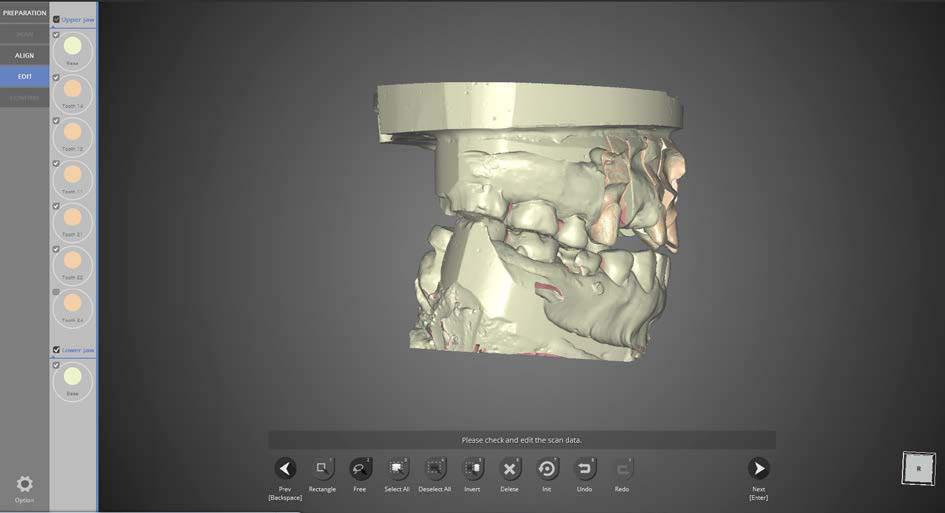 PREPARATION
SCAN
ALIGN
EDIT
Upper jaw
Base
Tooth 14
Tooth 12
Tooth 11
Tooth 21
Tooth 22
Tooth 24
Lower jaw
Base
Please check and edit the scan data.
Prev
[Backspace]
Rectangle
Free
Select All
Deselect All
Invert
Delete
Init
Undo
Redo
Next
[Enter]
Option
R